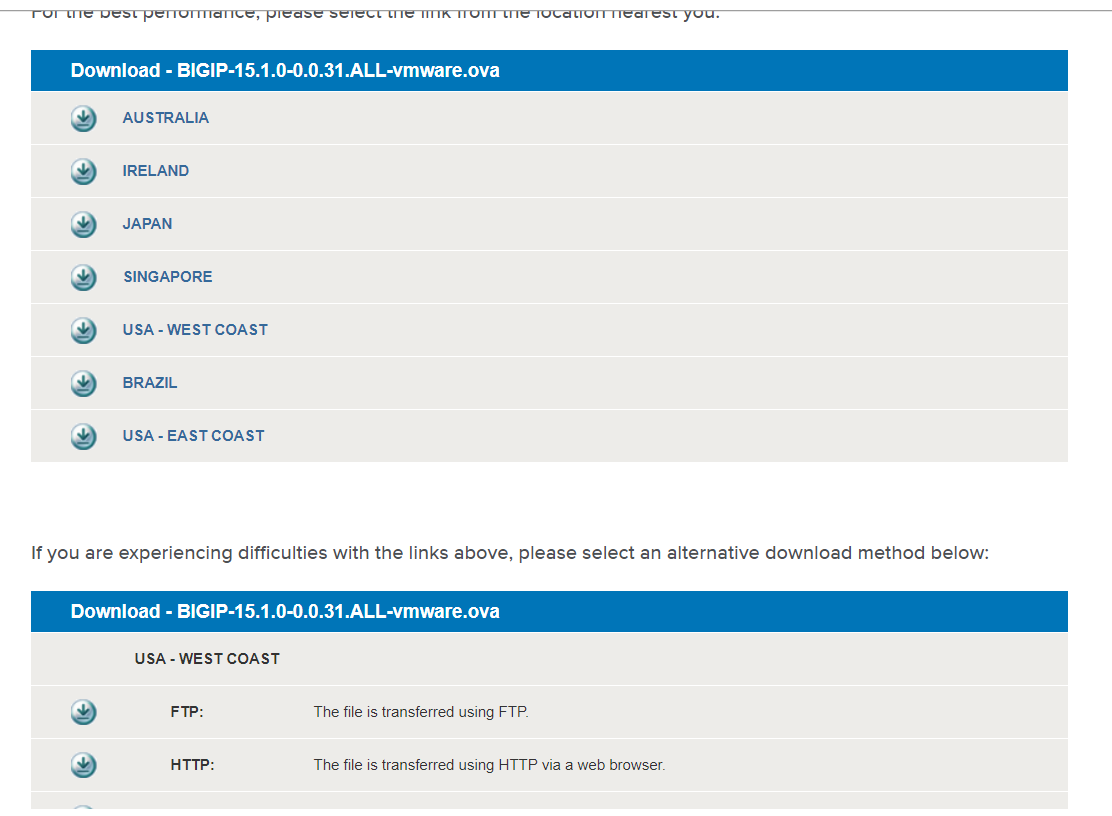 For the best performance, please select the link from the location nearest you.
Download - BIGIP-15.1.0-0.0.31.ALL-vmware.ova
AUSTRALIA
IRELAND
JAPAN
SINGAPORE
USA - WEST COAST
BRAZIL
USA - EAST COAST
If you are experiencing difficulties with the links above, please select an alternative download method below:
Download - BIGIP-15.1.0-0.0.31.ALL-vmware.ova
USA - WEST COAST
FTP: The file is transferred using FTP.
HTTP: The file is transferred using HTTP via a web browser.